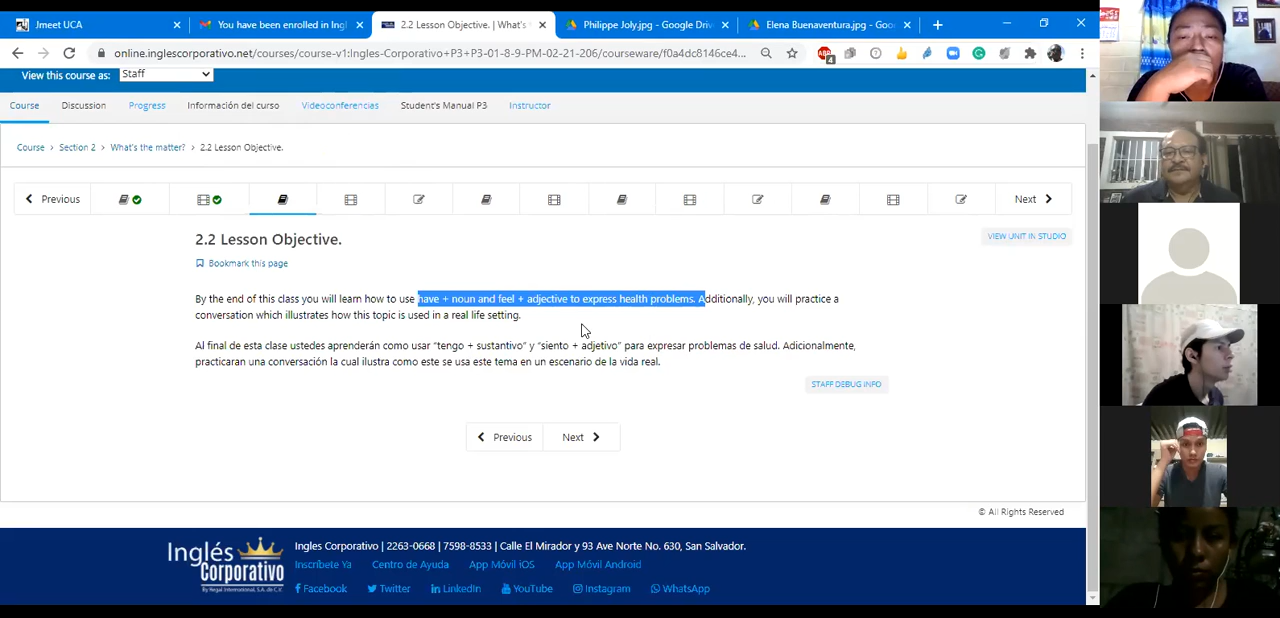 Jmeet UCA
You have been enrolled in Ingl
2.2 Lesson Objective. | What's
Philippe Joly.jpg - Google Driv
Elena Buenaventura.jpg - Goo
online.inglescorporativo.net/courses/course-v1:Ingles-Corporativo+P3+P3-01-8-9-PM-02-21-206/courseware/f0a4dc8146ce4...
4
View this course as:
Staff
Course
Discussion
Progress
Información del curso
Videoconferencias
Student's Manual P3
Instructor
Course > Section 2 > What's the matter? > 2.2 Lesson Objective.
Previous
Next
2.2 Lesson Objective.
VIEW UNIT IN STUDIO
Bookmark this page
By the end of this class you will learn how to use have + noun and feel + adjective to express health problems. Additionally, you will practice a
conversation which illustrates how this topic is used in a real life setting.
Al final de esta clase ustedes aprenderán como usar “tengo + sustantivo” y “siento + adjetivo” para expresar problemas de salud. Adicionalmente,
practicaran una conversación la cual ilustra como este se usa este tema en un escenario de la vida real.
STAFF DEBUG INFO
Previous
Next
© All Rights Reserved
Inglés
Corporativo
By Regal International, S.A. de C.V.
Ingles Corporativo | 2263-0668 | 7598-8533 | Calle El Mirador y 93 Ave Norte No. 630, San Salvador.
Inscríbete Ya
Centro de Ayuda
App Móvil iOS
App Móvil Android
Facebook
Twitter
LinkedIn
YouTube
Instagram
WhatsApp